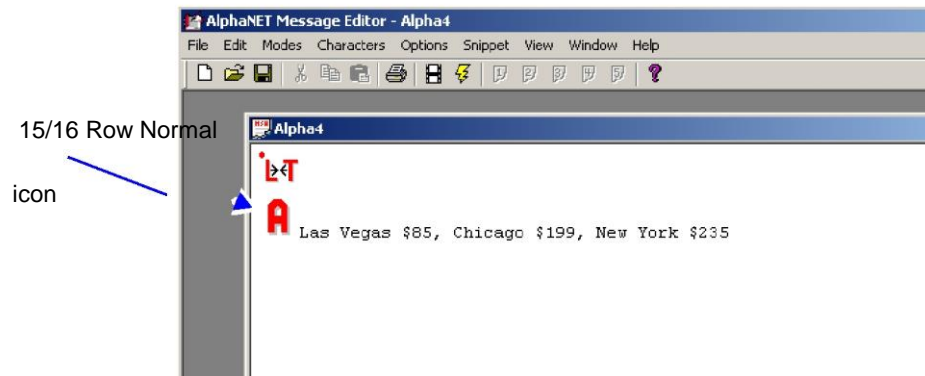 AlphaNET Message Editor - Alpha4
File Edit Modes Characters Options Snippet View Window Help
15/16 Row Normal
icon
Alpha4
A
Las Vegas $85, Chicago $199, New York $235